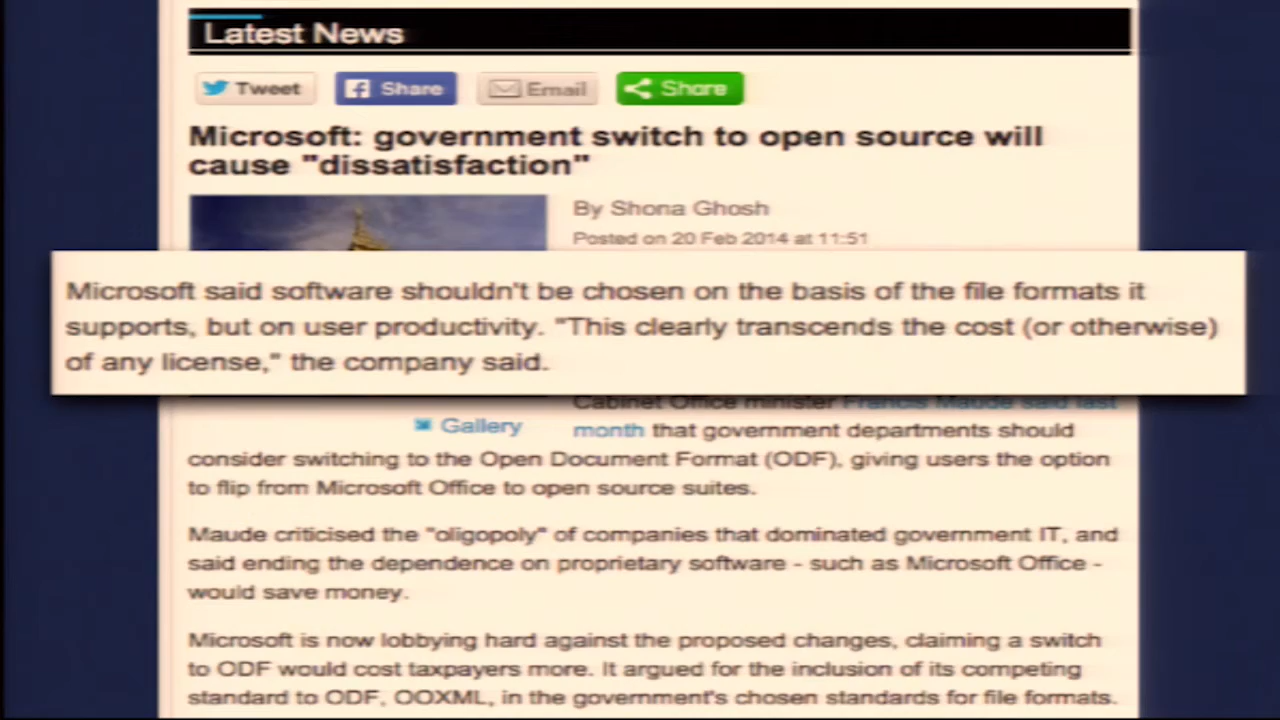 Latest News
Tweet
Share
Email
Share
Microsoft: government switch to open source will
cause "dissatisfaction"
By Shona Ghosh
Posted on 20 Feb 2014 at 11:51
Microsoft said software shouldn't be chosen on the basis of the file formats it
supports, but on user productivity. "This clearly transcends the cost (or otherwise)
of any license," the company said.
Cabinet Office minister Francis Maude said last
Gallery
month that government departments should
consider switching to the Open Document Format (ODF), giving users the option
to flip from Microsoft Office to open source suites.
Maude criticised the "oligopoly" of companies that dominated government IT, and
said ending the dependence on proprietary software - such as Microsoft Office -
would save money.
Microsoft is now lobbying hard against the proposed changes, claiming a switch
to ODF would cost taxpayers more. It argued for the inclusion of its competing
standard to ODF, OOXML, in the government's chosen standards for file formats.